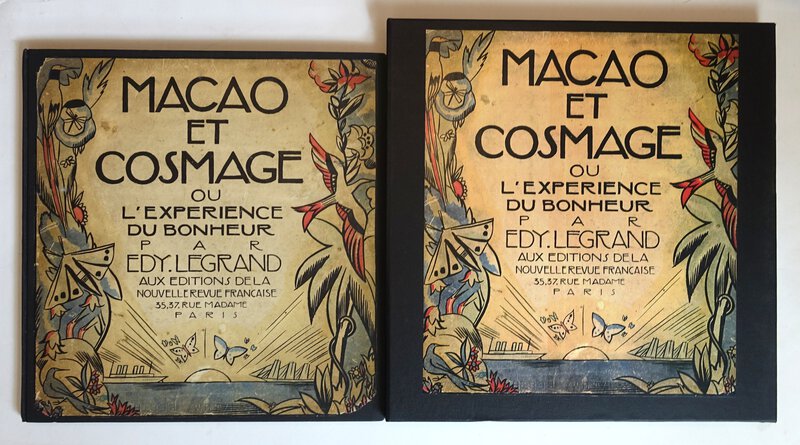 MACAO
ET
COSMAGE
OU
L'EXPERIENCE
DU BONHEUR
PAR
EDY. LEGRAND
AUX EDITIONS DE LA
NOUVELLE REVUE FRANÇAISE
35,37, RUE MADAME
PARIS
MACAO
ET
COSMAGE
OU
L'EXPERIENCE
DU BONHEUR
PAR
EDY. LEGRAND
AUX EDITIONS DE LA
NOUVELLE REVUE FRANÇAISE
35,37, RUE MADAME
PARIS